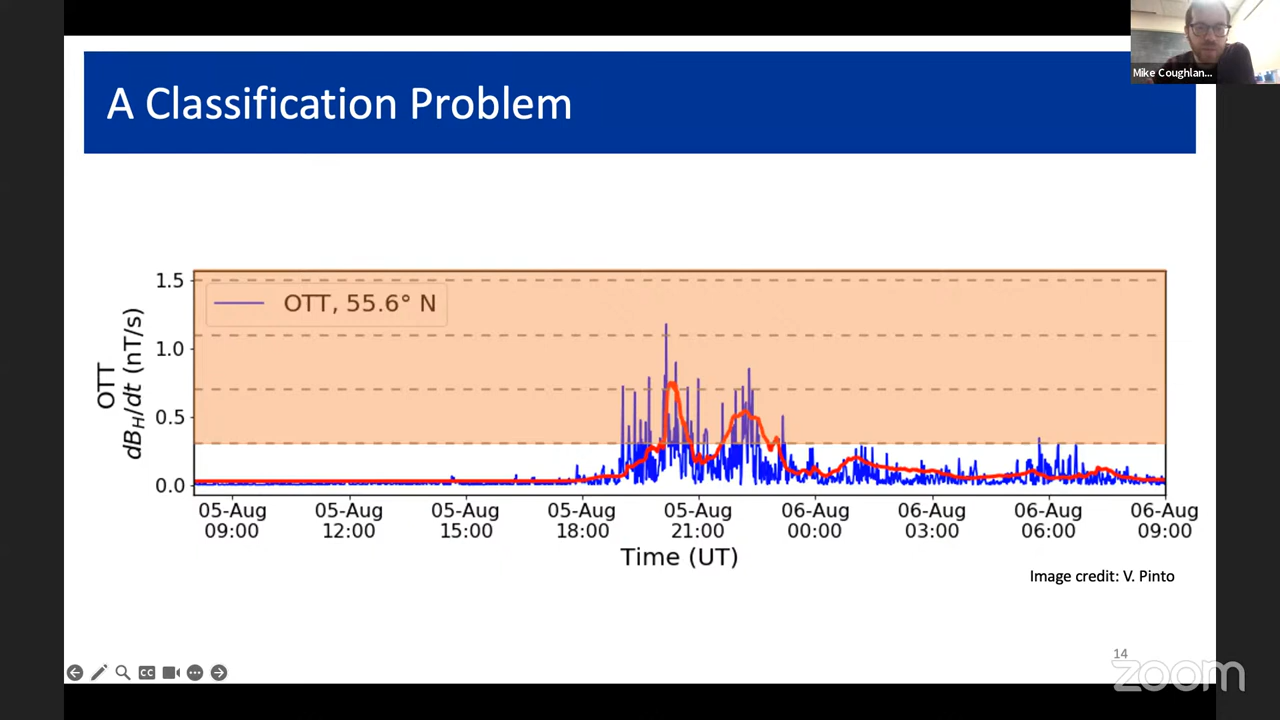 Mike Coughlan...
A Classification Problem
OTT, 55.6° N
1.5
1.0
0.5
0.0
OTT
dB_H/dt (nT/s)
05-Aug 05-Aug 05-Aug 05-Aug 05-Aug 06-Aug 06-Aug 06-Aug 06-Aug
09:00 12:00 15:00 18:00 21:00 00:00 03:00 06:00 09:00
Time (UT)
Image credit: V. Pinto
14
CC
zoom